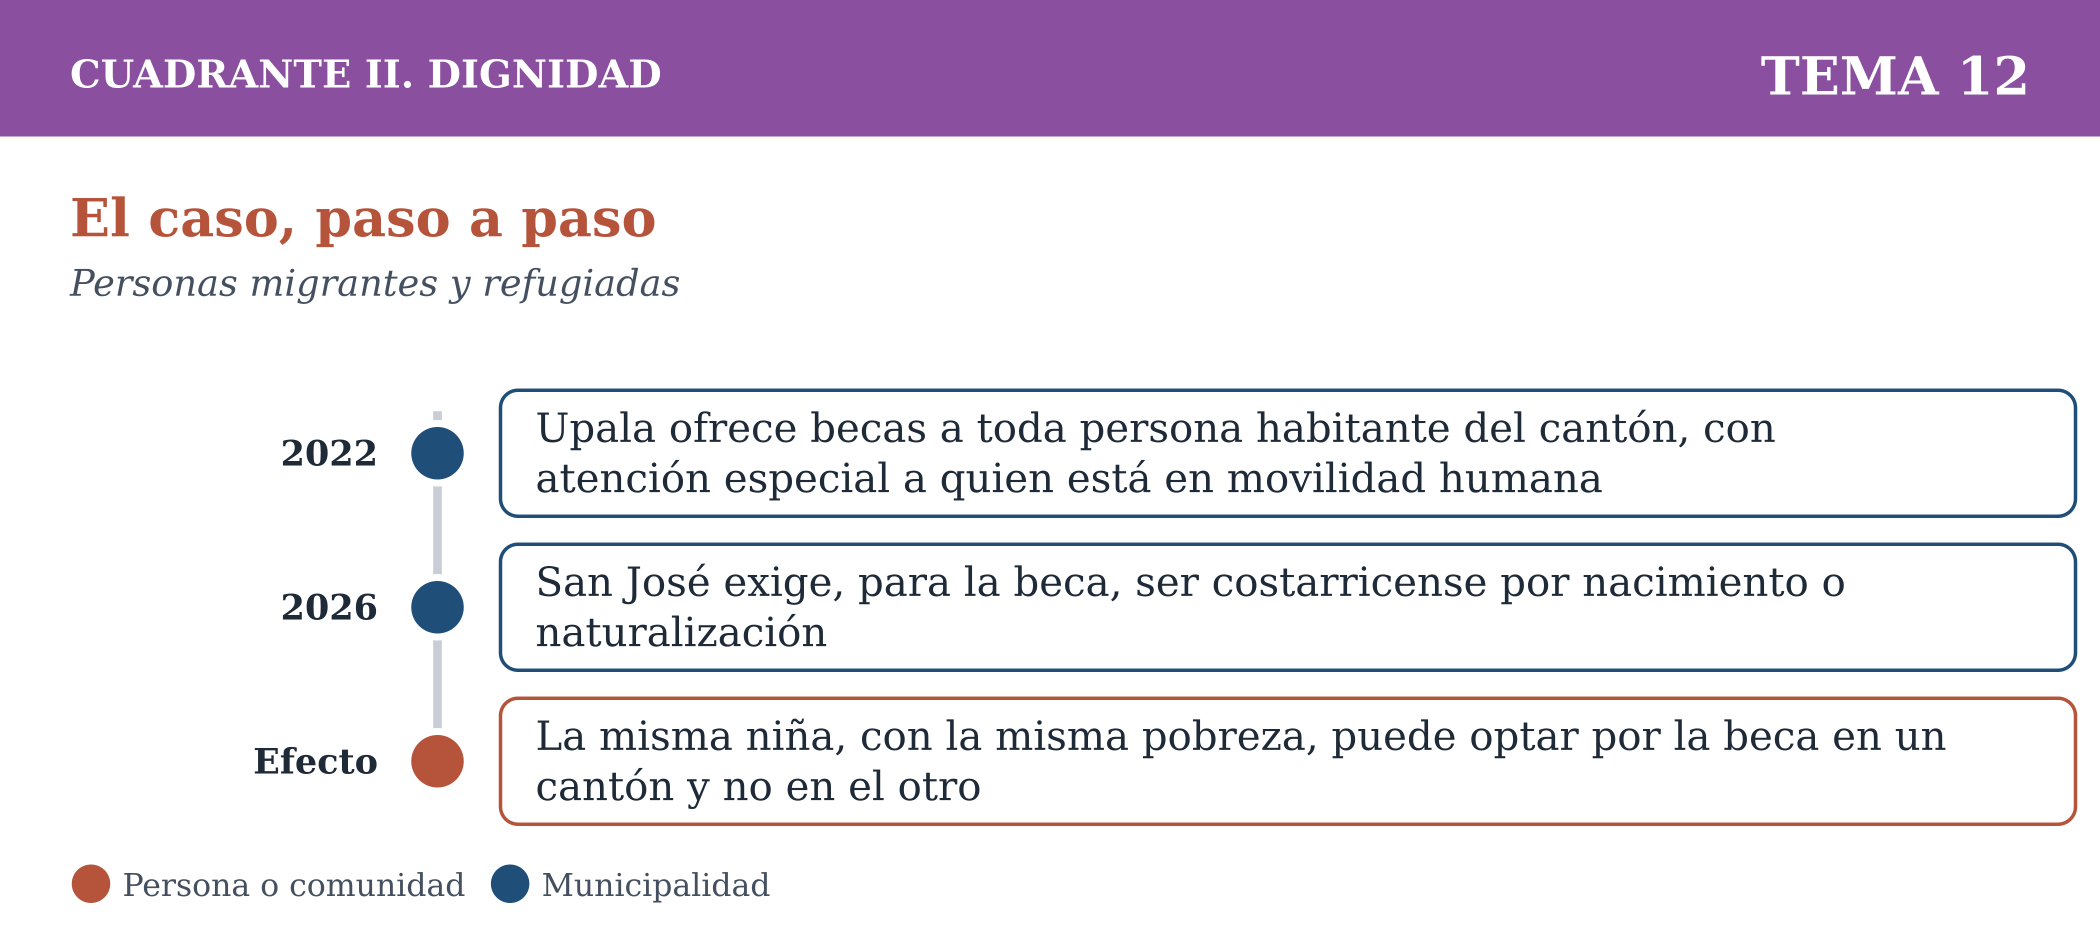 CUADRANTE II. DIGNIDAD
TEMA 12
El caso, paso a paso
Personas migrantes y refugiadas
2022
Upala ofrece becas a toda persona habitante del cantón, con
atención especial a quien está en movilidad humana
2026
San José exige, para la beca, ser costarricense por nacimiento o
naturalización
Efecto
La misma niña, con la misma pobreza, puede optar por la beca en un
cantón y no en el otro
Persona o comunidad
Municipalidad